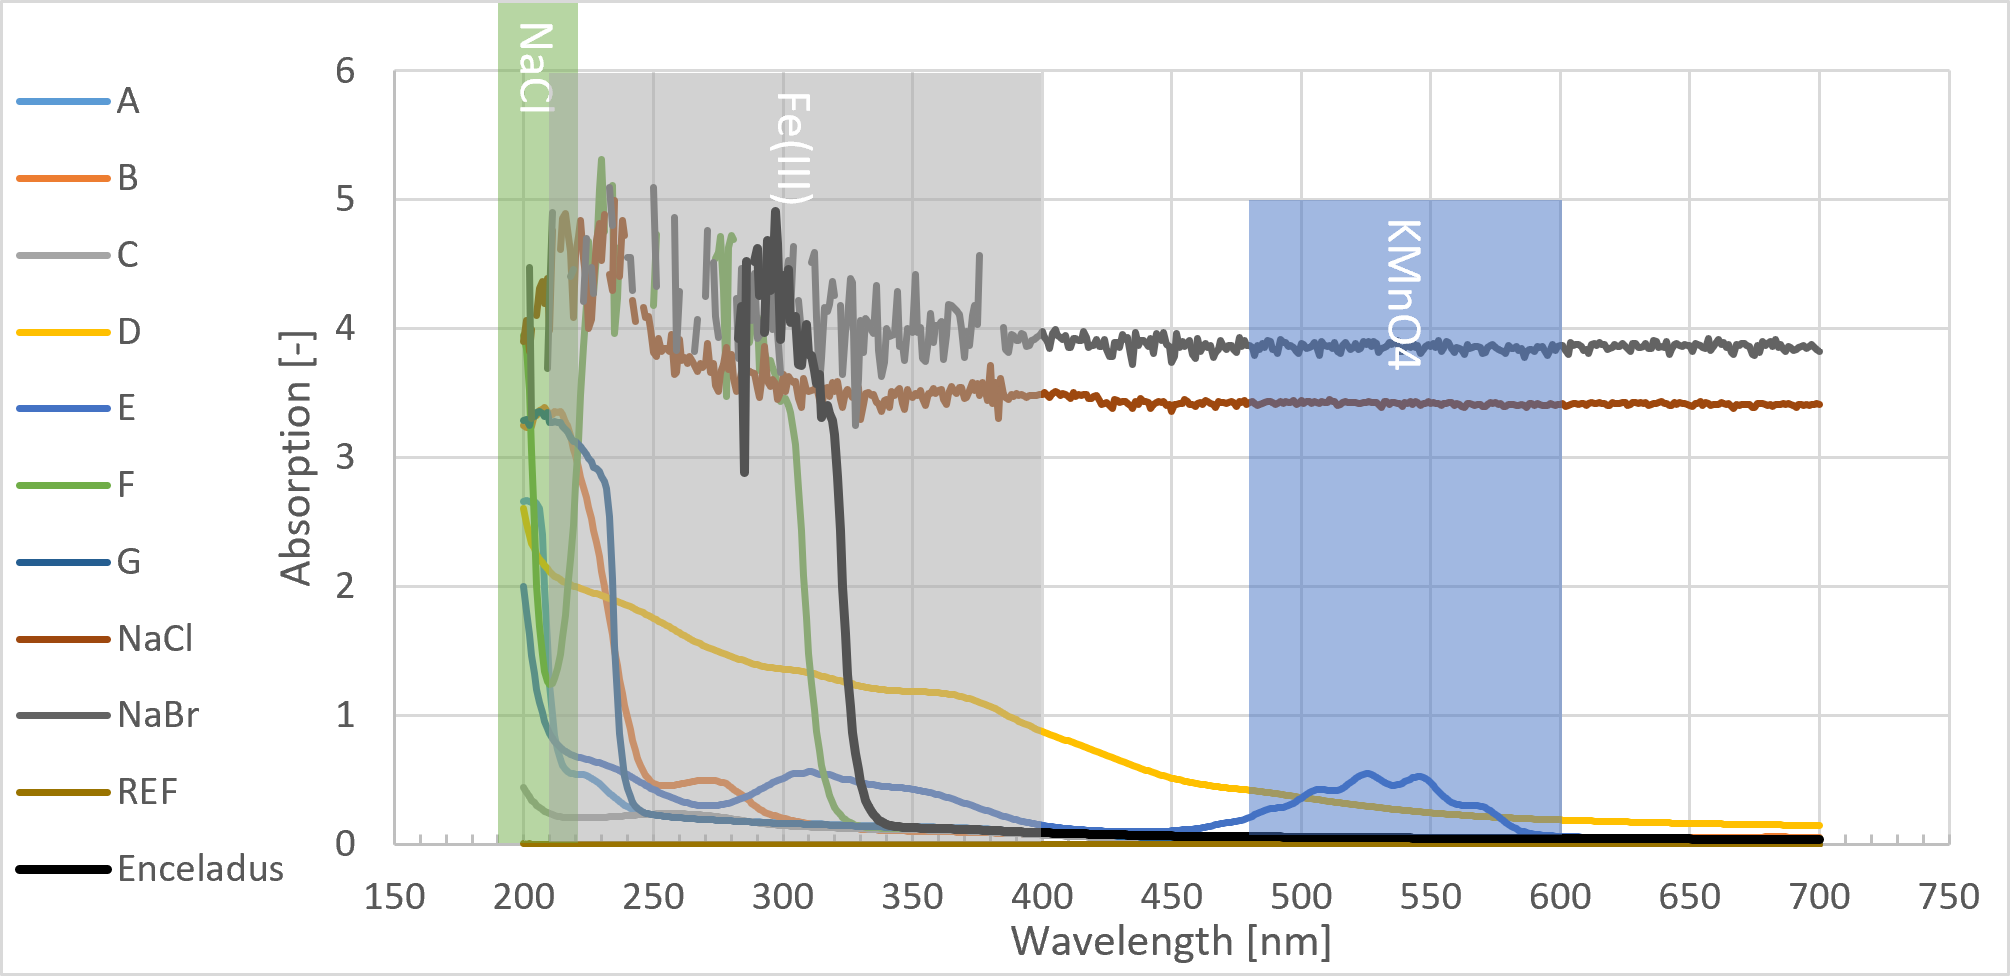 NaCl
Fe(III)
KMnO4
A
B
C
D
E
F
G
NaCl
NaBr
REF
Enceladus
Absorption [-]
6
5
4
3
2
1
0
150 200 250 300 350 400 450 500 550 600 650 700 750
Wavelength [nm]